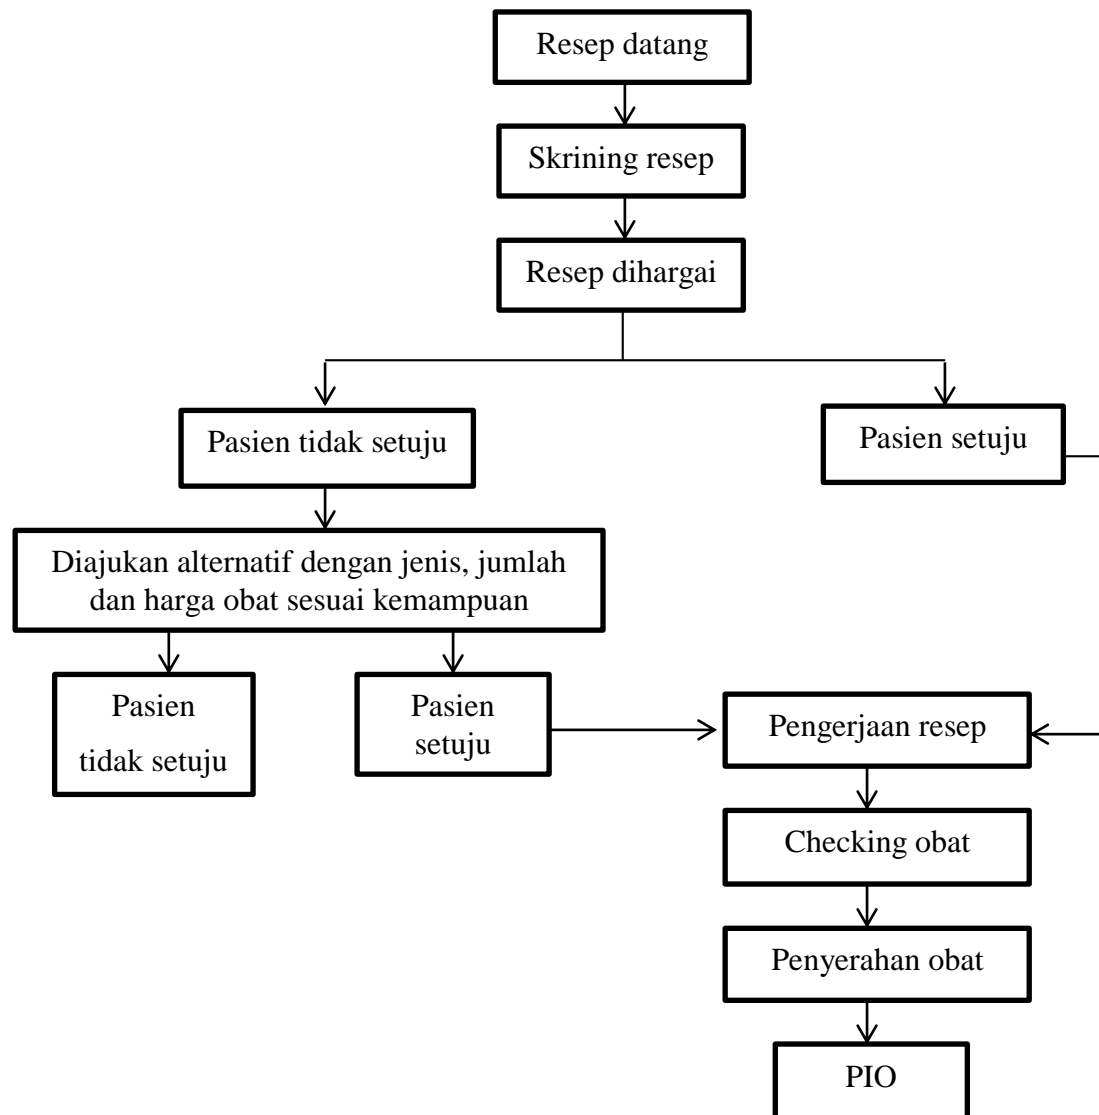 Resep datang
Skrining resep
Resep dihargai
Pasien tidak setuju
Pasien setuju
Diajukan alternatif dengan jenis, jumlah
dan harga obat sesuai kemampuan
Pasien
tidak setuju
Pasien
setuju
Pengerjaan resep
Checking obat
Penyerahan obat
PIO